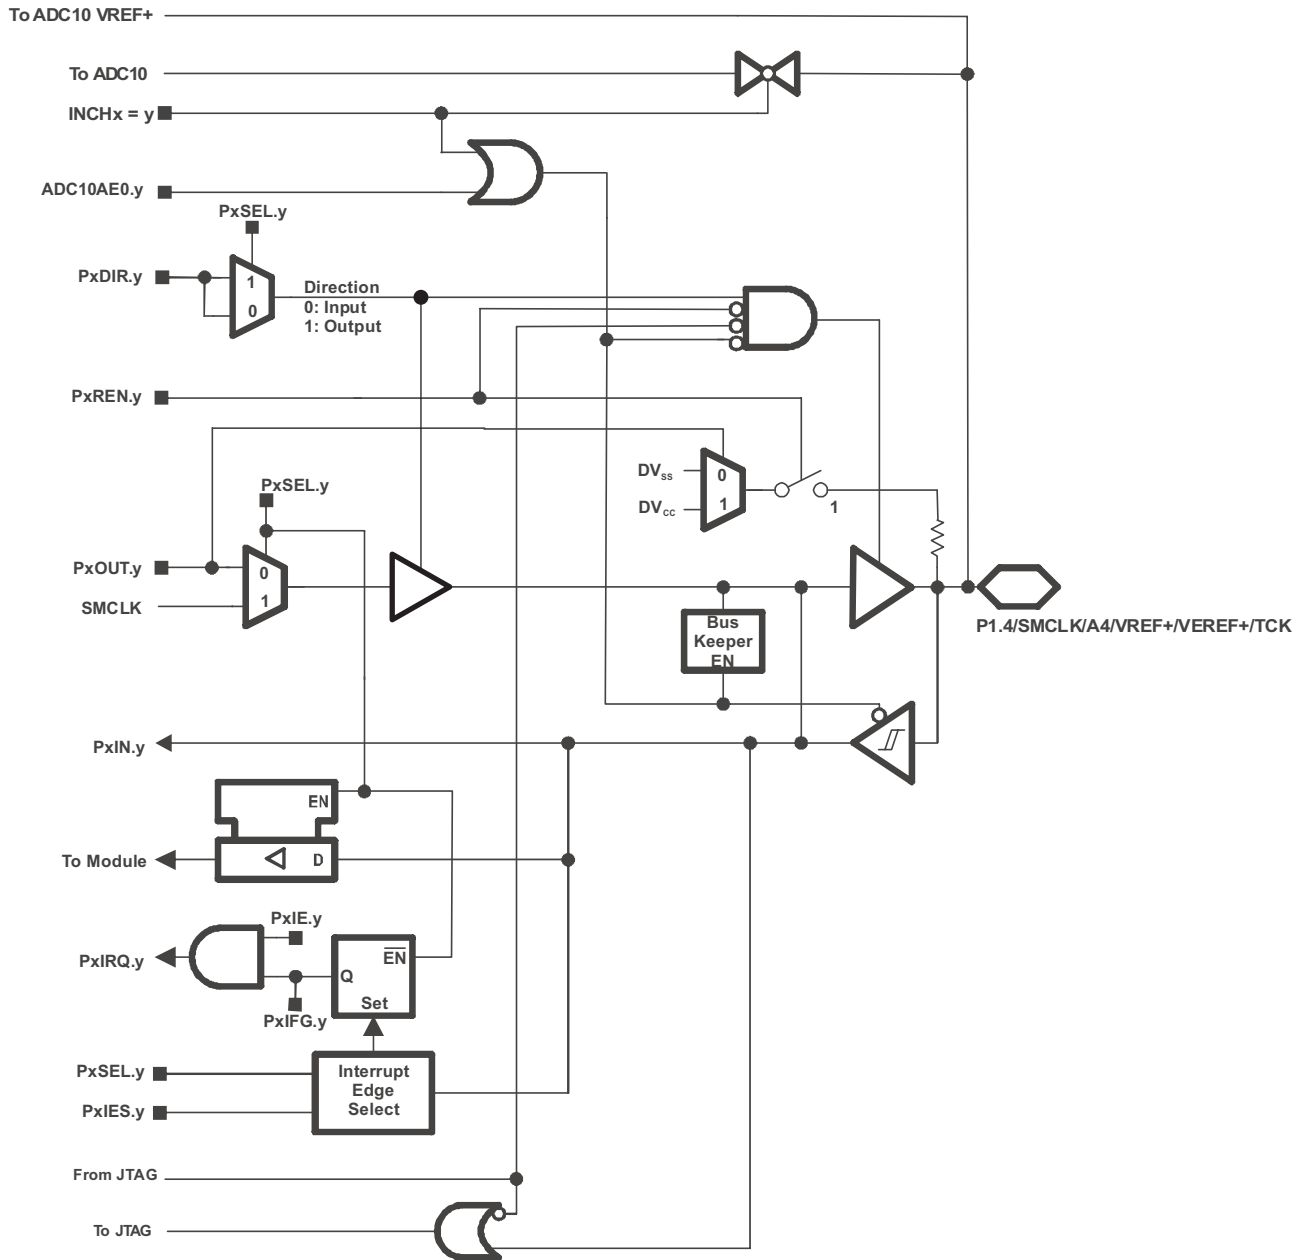 To ADC10 VREF+
To ADC10
INCHx = y
ADC10AE0.y
PxSEL.y
PxDIR.y
1
0
Direction
0: Input
1: Output
PxREN.y
DVss
0
DVcc
1
1
PxSEL.y
PxOUT.y
0
SMCLK
1
Bus
Keeper
EN
P1.4/SMCLK/A4/VREF+/VEREF+/TCK
PxIN.y
EN
To Module
D
PxIE.y
PxIRQ.y
EN
Q
Set
PxIFG.y
PxSEL.y
PxIES.y
Interrupt
Edge
Select
From JTAG
To JTAG